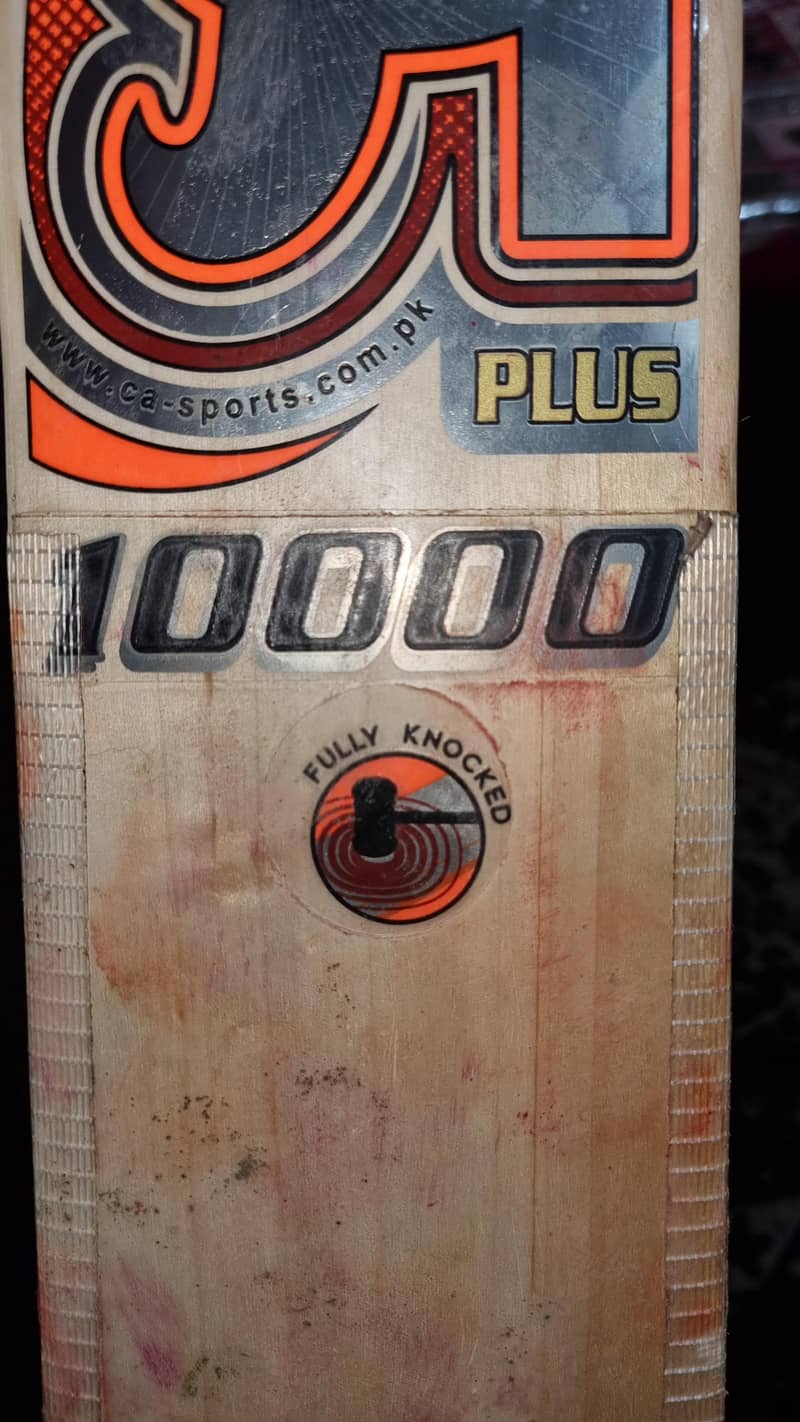 www.ca-sports.com.pk
PLUS
10000
FULLY KNOCKED